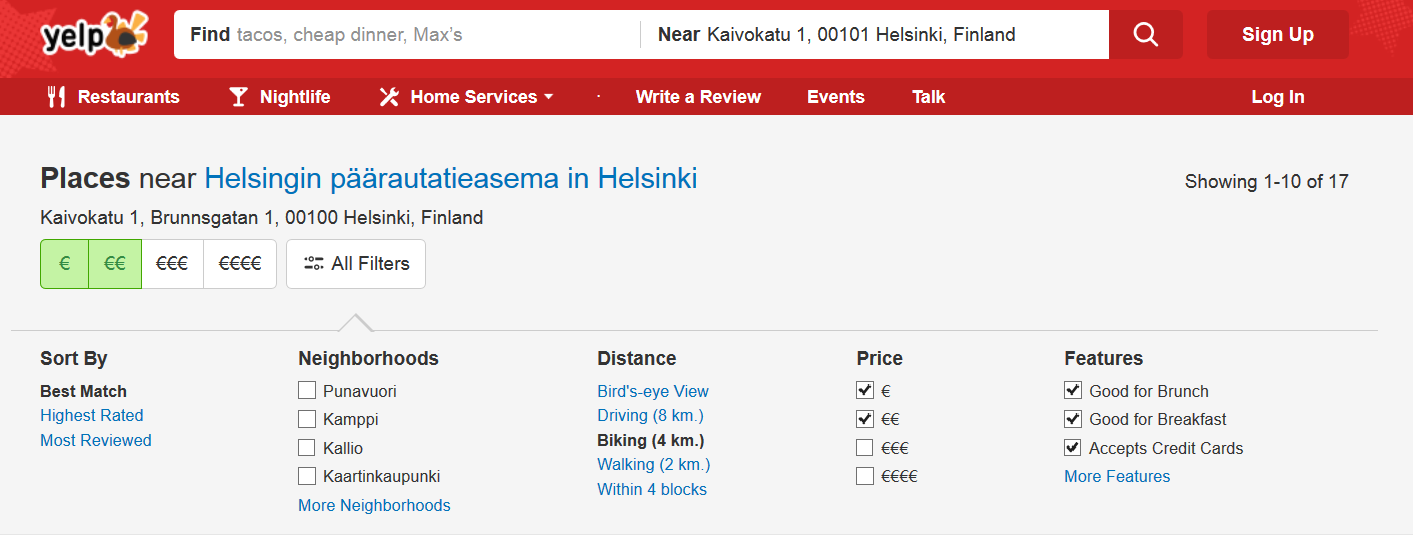 yelp
Find tacos, cheap dinner, Max's
Near Kaivokatu 1, 00101 Helsinki, Finland
Sign Up
Restaurants Nightlife Home Services · Write a Review Events Talk Log In
Places near Helsingin päärautatieasema in Helsinki
Showing 1-10 of 17
Kaivokatu 1, Brunnsgatan 1, 00100 Helsinki, Finland
€ €€ €€€ €€€€ All Filters
Sort By
Best Match
Highest Rated
Most Reviewed
Neighborhoods
Punavuori
Kamppi
Kallio
Kaartinkaupunki
More Neighborhoods
Distance
Bird's-eye View
Driving (8 km.)
Biking (4 km.)
Walking (2 km.)
Within 4 blocks
Price
€
€€
€€€
€€€€
Features
Good for Brunch
Good for Breakfast
Accepts Credit Cards
More Features